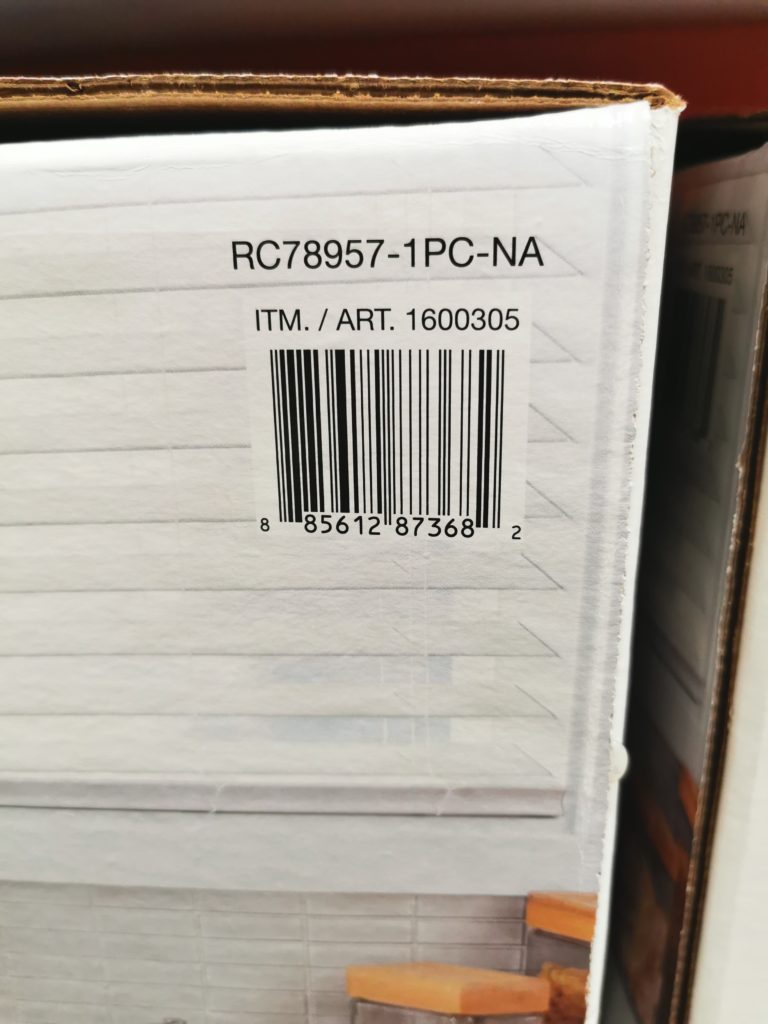 RC78957-1PC-NA
ITM. / ART. 1600305
8 85612 87368 2